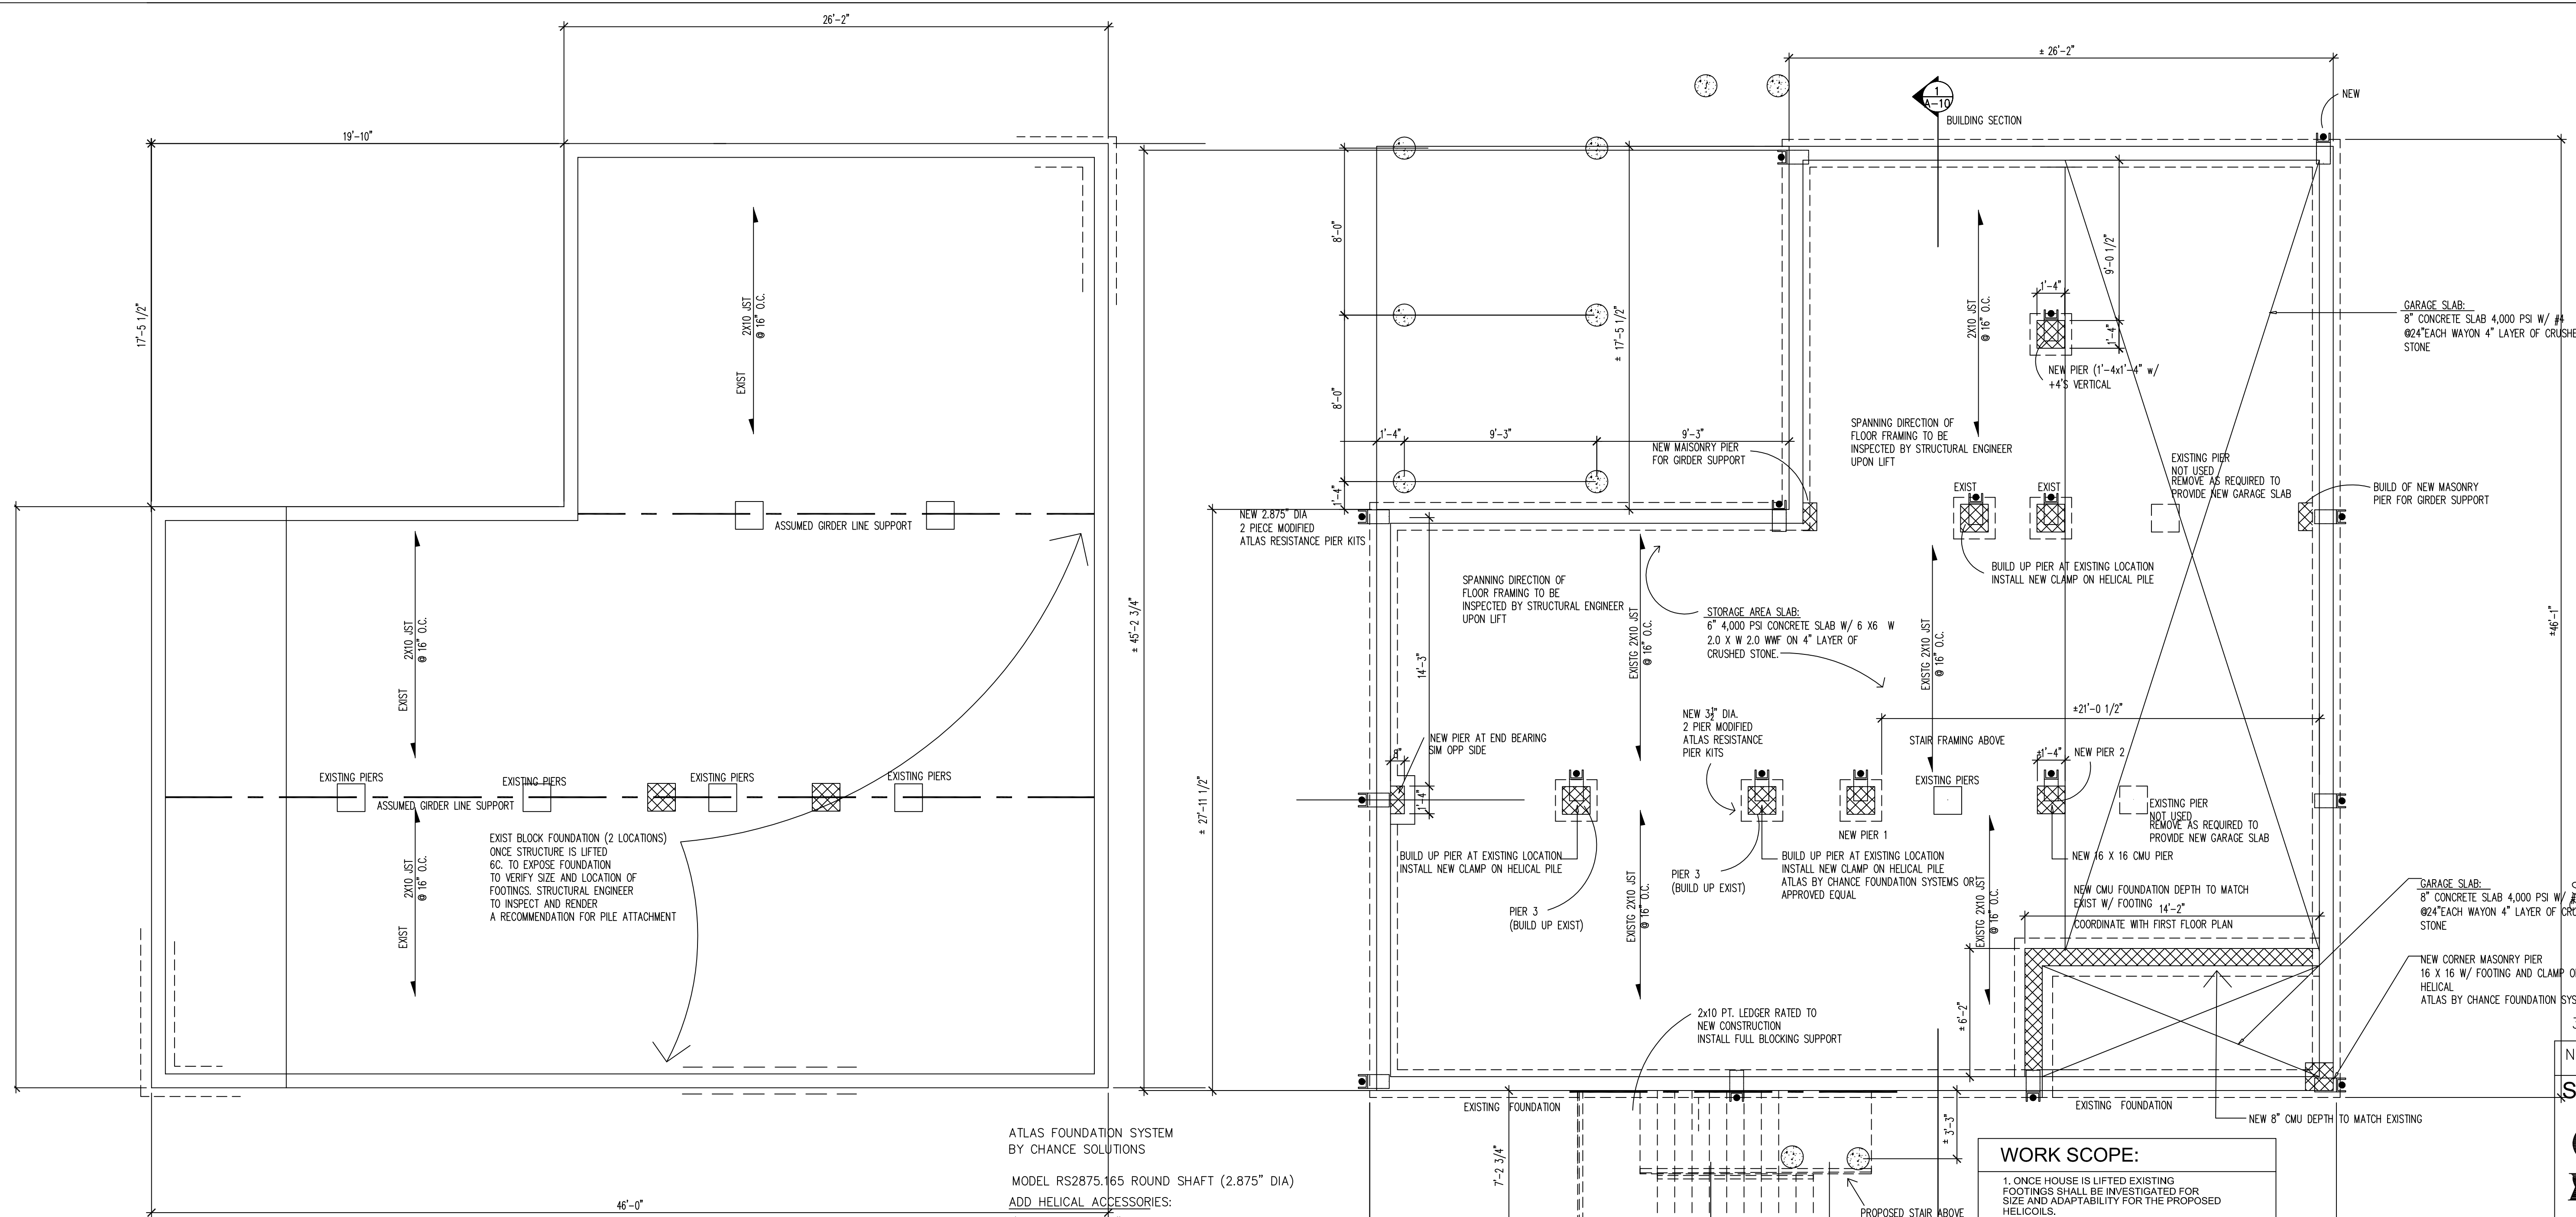 26'-2"
19'-10"
17'-5 1/2"
2X10 JST
@ 16" O.C.
EXIST
ASSUMED GIRDER LINE SUPPORT
2X10 JST
@ 16" O.C.
EXIST
EXISTING PIERS
EXISTING PIERS
EXISTING PIERS
EXISTING PIERS
ASSUMED GIRDER LINE SUPPORT
EXIST BLOCK FOUNDATION (2 LOCATIONS)
ONCE STRUCTURE IS LIFTED
6C. TO EXPOSE FOUNDATION
TO VERIFY SIZE AND LOCATION OF
FOOTINGS. STRUCTURAL ENGINEER
TO INSPECT AND RENDER
A RECOMMENDATION FOR PILE ATTACHMENT
2X10 JST
@ 16" O.C.
EXIST
46'-0"
ATLAS FOUNDATION SYSTEM
BY CHANCE SOLUTIONS
MODEL RS2875.165 ROUND SHAFT (2.875" DIA)
ADD HELICAL ACCESSORIES:
± 45'-2 3/4"
± 27'-11 1/2"
± 26'-2"
1
A-10
BUILDING SECTION
NEW
8'-0"
8'-0"
1'-4"
± 17'-5 1/2"
1'-4"
9'-3"
9'-3"
NEW MAISONRY PIER
FOR GIRDER SUPPORT
2X10 JST
@ 16" O.C.
9'-0 1/2"
1'-4"
1'-4"
NEW PIER (1'-4x1'-4" w/
+4'S VERTICAL
GARAGE SLAB:
8" CONCRETE SLAB 4,000 PSI W/ #4
@24"EACH WAYON 4" LAYER OF CRUSHE
STONE
SPANNING DIRECTION OF
FLOOR FRAMING TO BE
INSPECTED BY STRUCTURAL ENGINEER
UPON LIFT
EXISTING PIER
NOT USED
REMOVE AS REQUIRED TO
PROVIDE NEW GARAGE SLAB
EXIST
EXIST
BUILD OF NEW MASONRY
PIER FOR GIRDER SUPPORT
NEW 2.875" DIA
2 PIECE MODIFIED
ATLAS RESISTANCE PIER KITS
BUILD UP PIER AT EXISTING LOCATION
INSTALL NEW CLAMP ON HELICAL PILE
SPANNING DIRECTION OF
FLOOR FRAMING TO BE
INSPECTED BY STRUCTURAL ENGINEER
UPON LIFT
EXISTG 2X10 JST
@ 16" O.C.
STORAGE AREA SLAB:
6" 4,000 PSI CONCRETE SLAB W/ 6 X6 W
2.0 X W 2.0 WWF ON 4" LAYER OF
CRUSHED STONE.
EXISTG 2X10 JST
@ 16" O.C.
±46'-1"
14'-3"
±21'-0 1/2"
NEW 3½" DIA.
2 PIER MODIFIED
ATLAS RESISTANCE
PIER KITS
NEW PIER AT END BEARING
SIM OPP SIDE
8"
1'-4"
STAIR FRAMING ABOVE
±1'-4"
NEW PIER 2
EXISTING PIERS
EXISTING PIER
NOT USED
REMOVE AS REQUIRED TO
PROVIDE NEW GARAGE SLAB
NEW PIER 1
BUILD UP PIER AT EXISTING LOCATION
INSTALL NEW CLAMP ON HELICAL PILE
PIER 3
(BUILD UP EXIST)
BUILD UP PIER AT EXISTING LOCATION
INSTALL NEW CLAMP ON HELICAL PILE
ATLAS BY CHANCE FOUNDATION SYSTEMS OR
APPROVED EQUAL
NEW 16 X 16 CMU PIER
PIER 3
(BUILD UP EXIST)
EXISTG 2X10 JST
@ 16" O.C.
EXISTG 2X10 JST
@ 16" O.C.
NEW CMU FOUNDATION DEPTH TO MATCH
EXIST W/ FOOTING
14'-2"
COORDINATE WITH FIRST FLOOR PLAN
GARAGE SLAB:
8" CONCRETE SLAB 4,000 PSI W/
@24"EACH WAYON 4" LAYER OF CRU
STONE
NEW CORNER MASONRY PIER
16 X 16 W/ FOOTING AND CLAMP O
HELICAL
ATLAS BY CHANCE FOUNDATION SYS
± 6'-2"
2x10 PT. LEDGER RATED TO
NEW CONSTRUCTION
INSTALL FULL BLOCKING SUPPORT
EXISTING FOUNDATION
EXISTING FOUNDATION
NEW 8" CMU DEPTH TO MATCH EXISTING
7'-2 3/4"
± 3'-3"
PROPOSED STAIR ABOVE
WORK SCOPE:
1. ONCE HOUSE IS LIFTED EXISTING
FOOTINGS SHALL BE INVESTIGATED FOR
SIZE AND ADAPTABILITY FOR THE PROPOSED
HELICOILS.
N
S